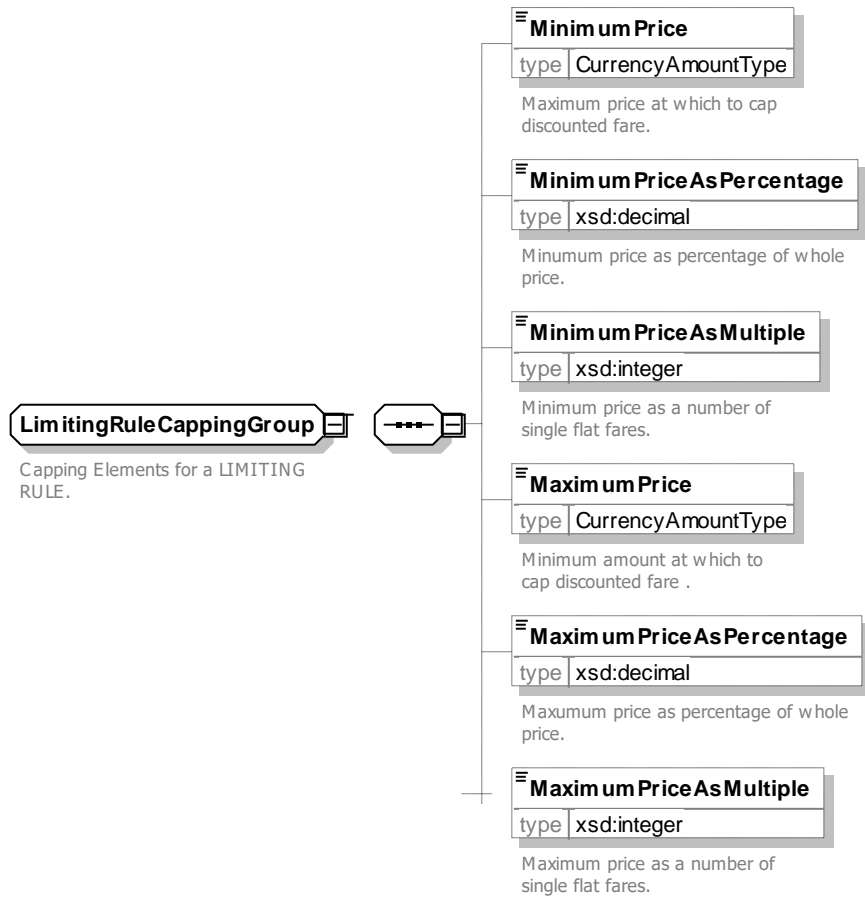 MinimumPrice
type CurrencyAmountType
Maximum price at which to cap
discounted fare.
MinimumPriceAsPercentage
type xsd:decimal
Minumum price as percentage of whole
price.
MinimumPriceAsMultiple
type xsd:integer
Minimum price as a number of
single flat fares.
LimitingRuleCappingGroup
Capping Elements for a LIMITING
RULE.
MaximumPrice
type CurrencyAmountType
Minimum amount at which to
cap discounted fare .
MaximumPriceAsPercentage
type xsd:decimal
Maxumum price as percentage of whole
price.
MaximumPriceAsMultiple
type xsd:integer
Maximum price as a number of
single flat fares.